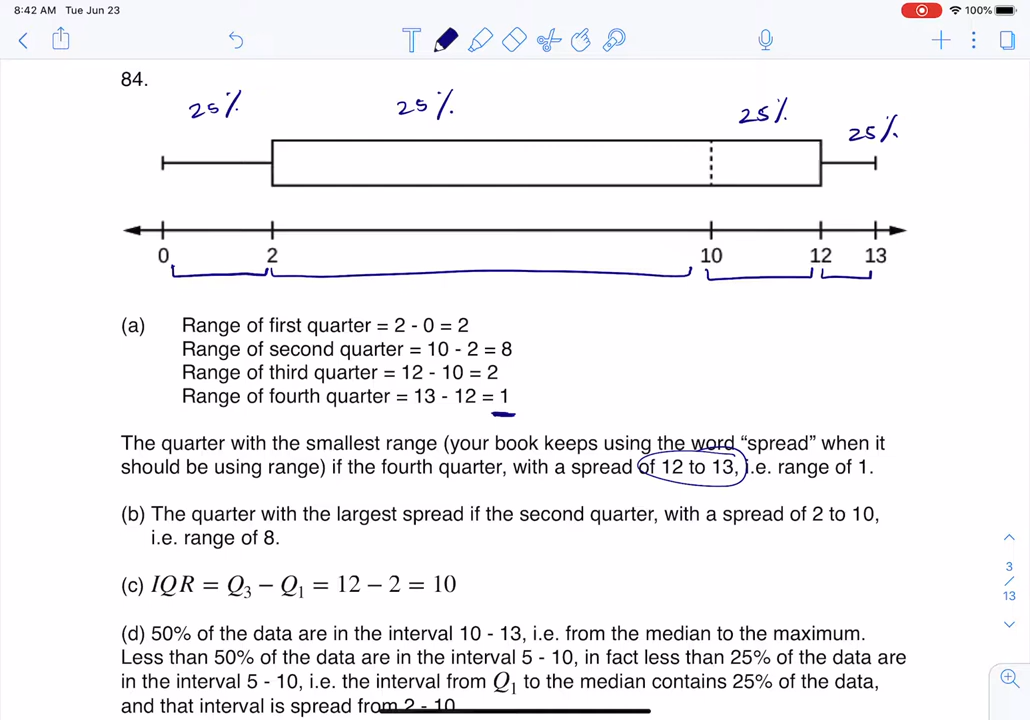 8:42 AM Tue Jun 23
100%
T
84.
25%
25%
25%
25%
0 2 10 12 13
(a) Range of first quarter = 2 - 0 = 2
Range of second quarter = 10 - 2 = 8
Range of third quarter = 12 - 10 = 2
Range of fourth quarter = 13 - 12 = 1
The quarter with the smallest range (your book keeps using the word “spread” when it
should be using range) if the fourth quarter, with a spread of 12 to 13, i.e. range of 1.
(b) The quarter with the largest spread if the second quarter, with a spread of 2 to 10,
i.e. range of 8.
(c) IQR = Q₃ − Q₁ = 12 − 2 = 10
(d) 50% of the data are in the interval 10 - 13, i.e. from the median to the maximum.
Less than 50% of the data are in the interval 5 - 10, in fact less than 25% of the data are
in the interval 5 - 10, i.e. the interval from Q₁ to the median contains 25% of the data,
and that interval is spread from 2 - 10
3
/
13